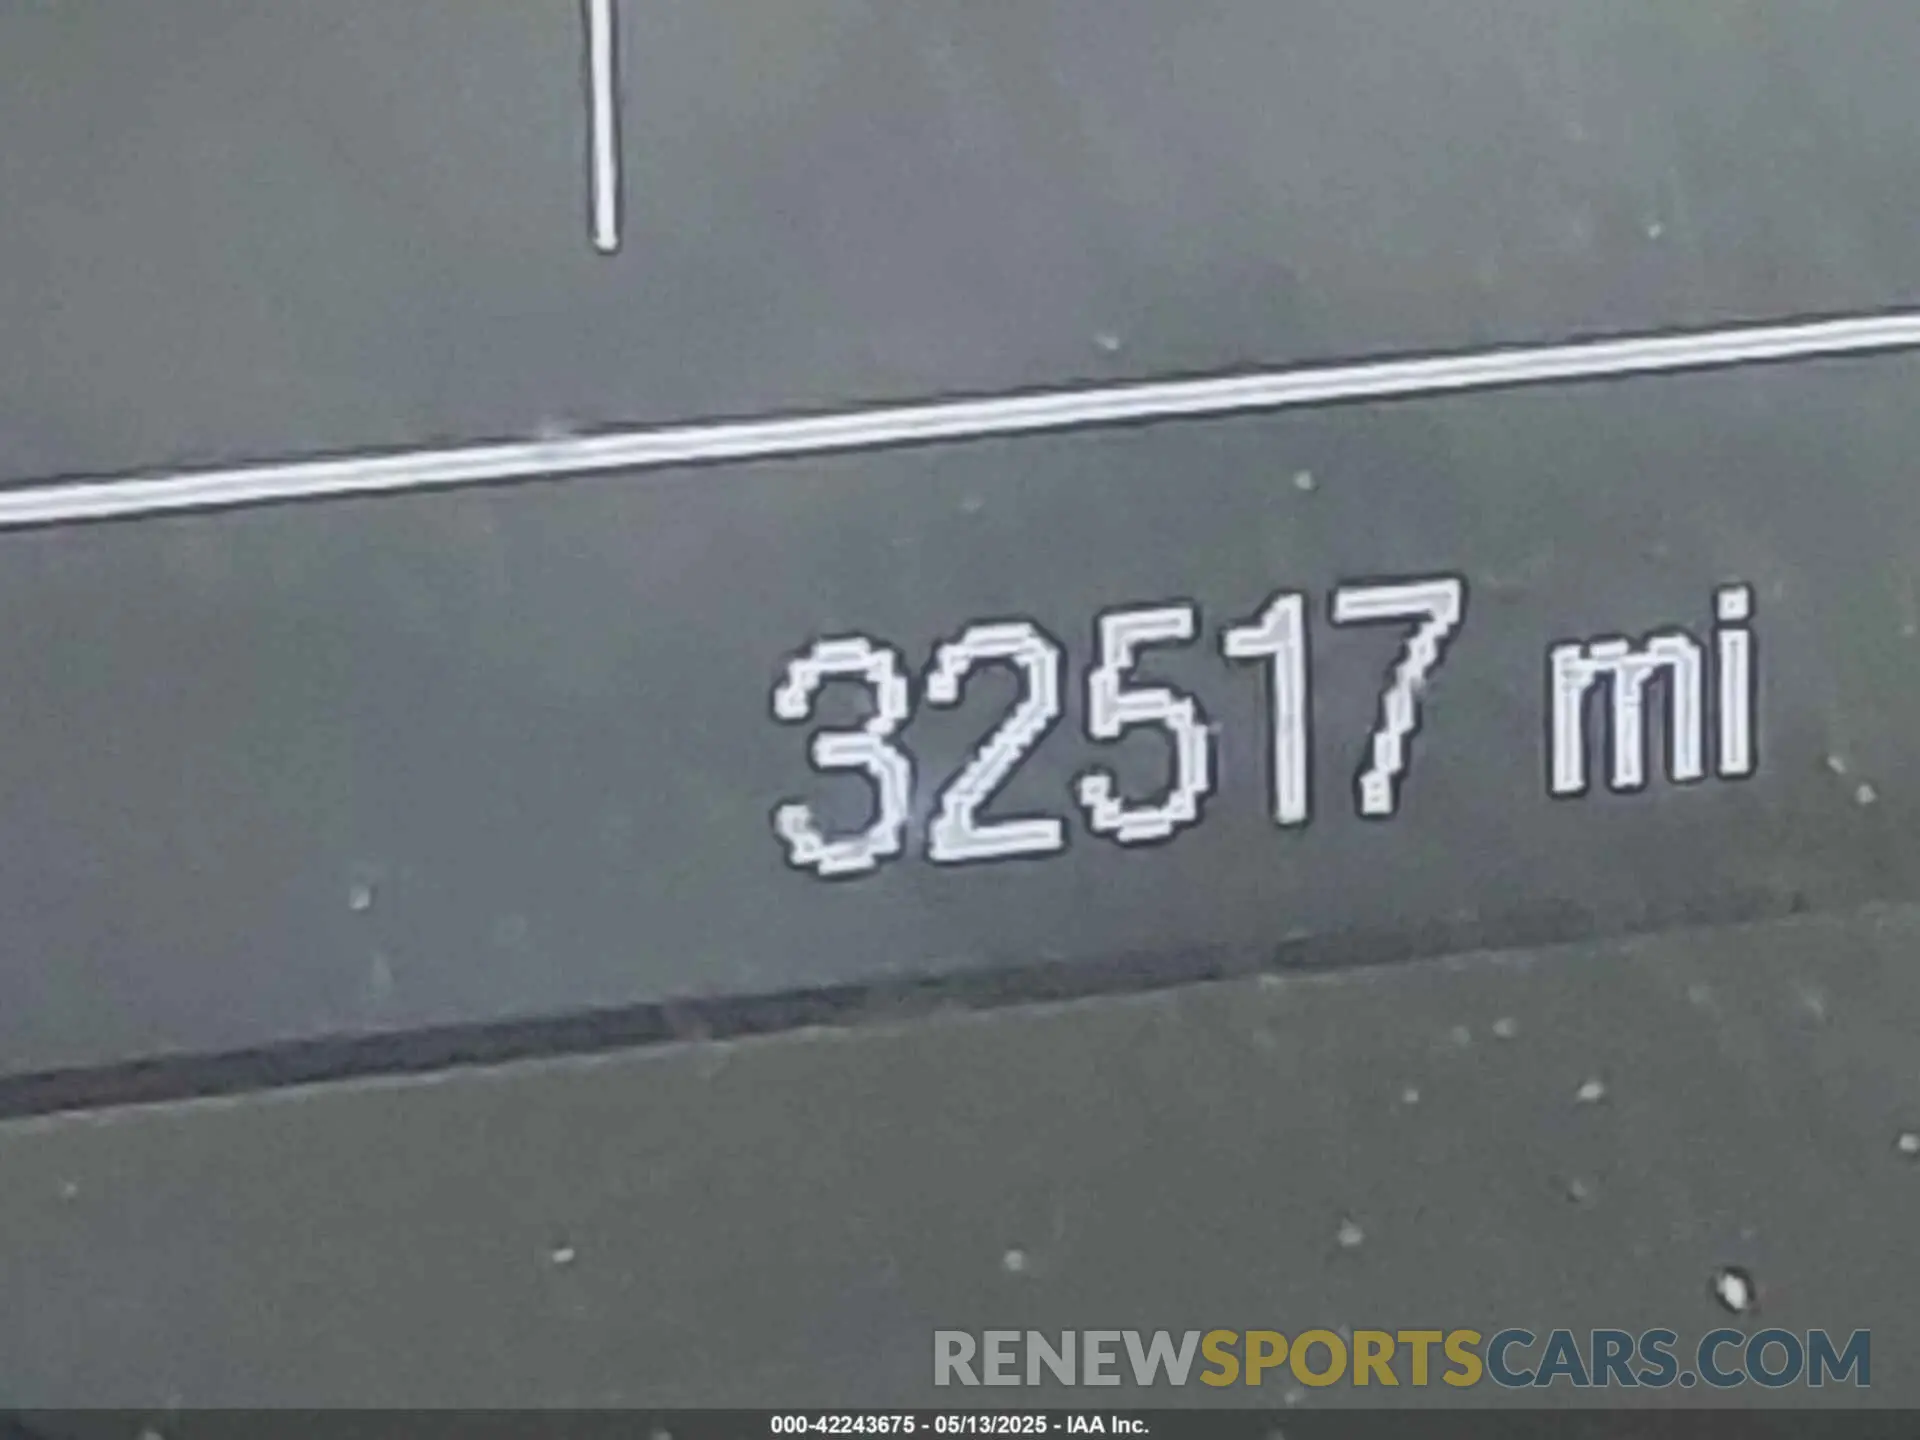 32517 mi
RENEWSPORTSCARS.COM
000-42243675 - 05/13/2025 - IAA Inc.